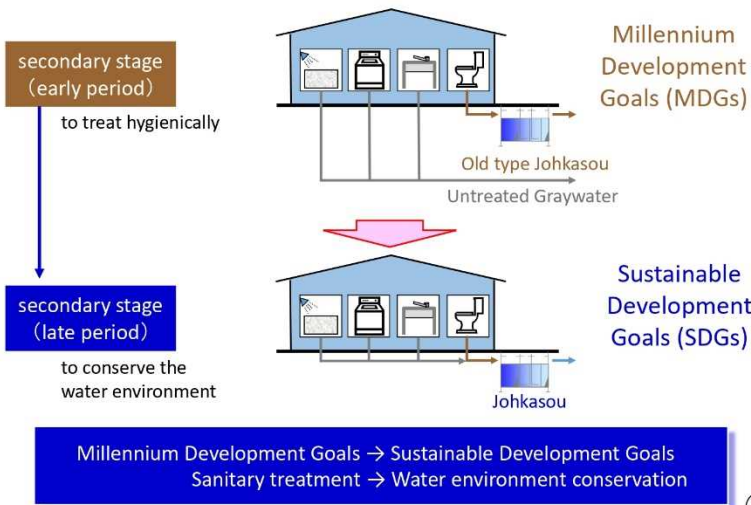 secondary stage
(early period)
to treat hygienically
Millennium
Development
Goals (MDGs)
Old type Johkasou
Untreated Graywater
secondary stage
(late period)
to conserve the
water environment
Sustainable
Development
Goals (SDGs)
Johkasou
Millennium Development Goals → Sustainable Development Goals
Sanitary treatment → Water environment conservation